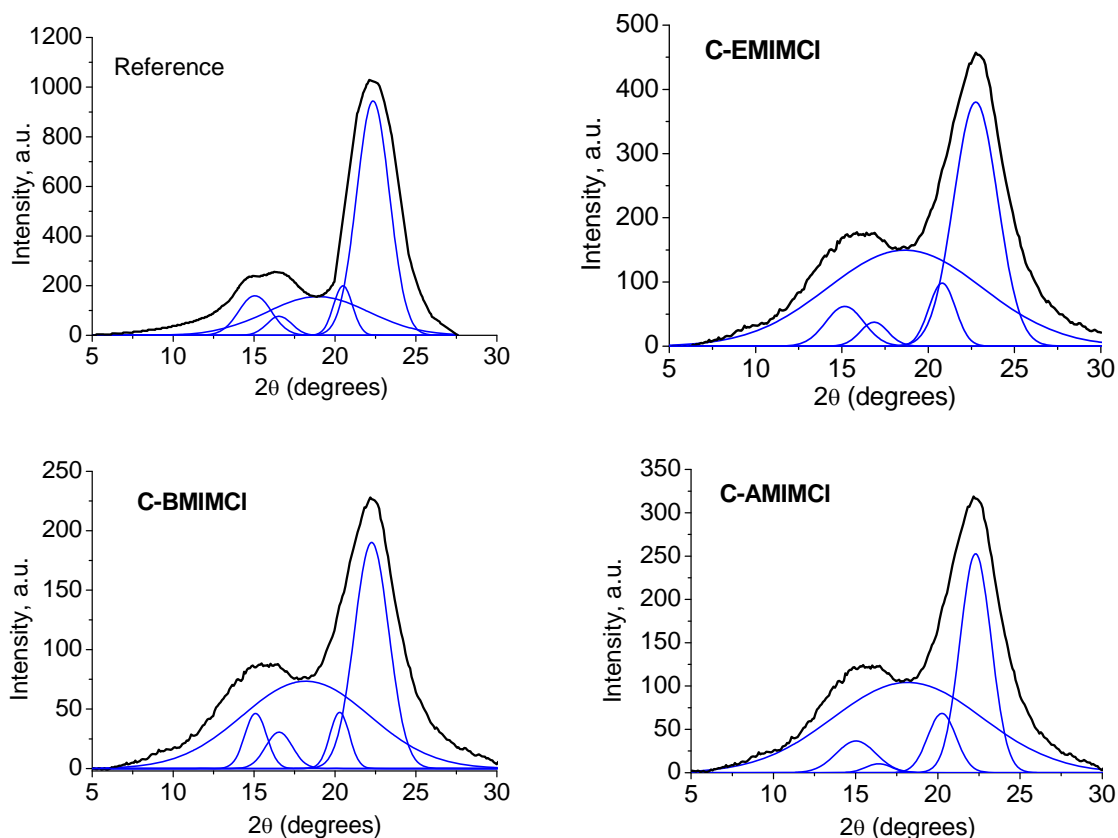 Reference
Intensity, a.u.
1200
1000
800
600
400
200
0
5 10 15 20 25 30
2θ (degrees)
C-EMIMCl
Intensity, a.u.
500
400
300
200
100
0
5 10 15 20 25 30
2θ (degrees)
C-BMIMCl
Intensity, a.u.
250
200
150
100
50
0
5 10 15 20 25 30
2θ (degrees)
C-AMIMCl
Intensity, a.u.
350
300
250
200
150
100
50
0
5 10 15 20 25 30
2θ (degrees)